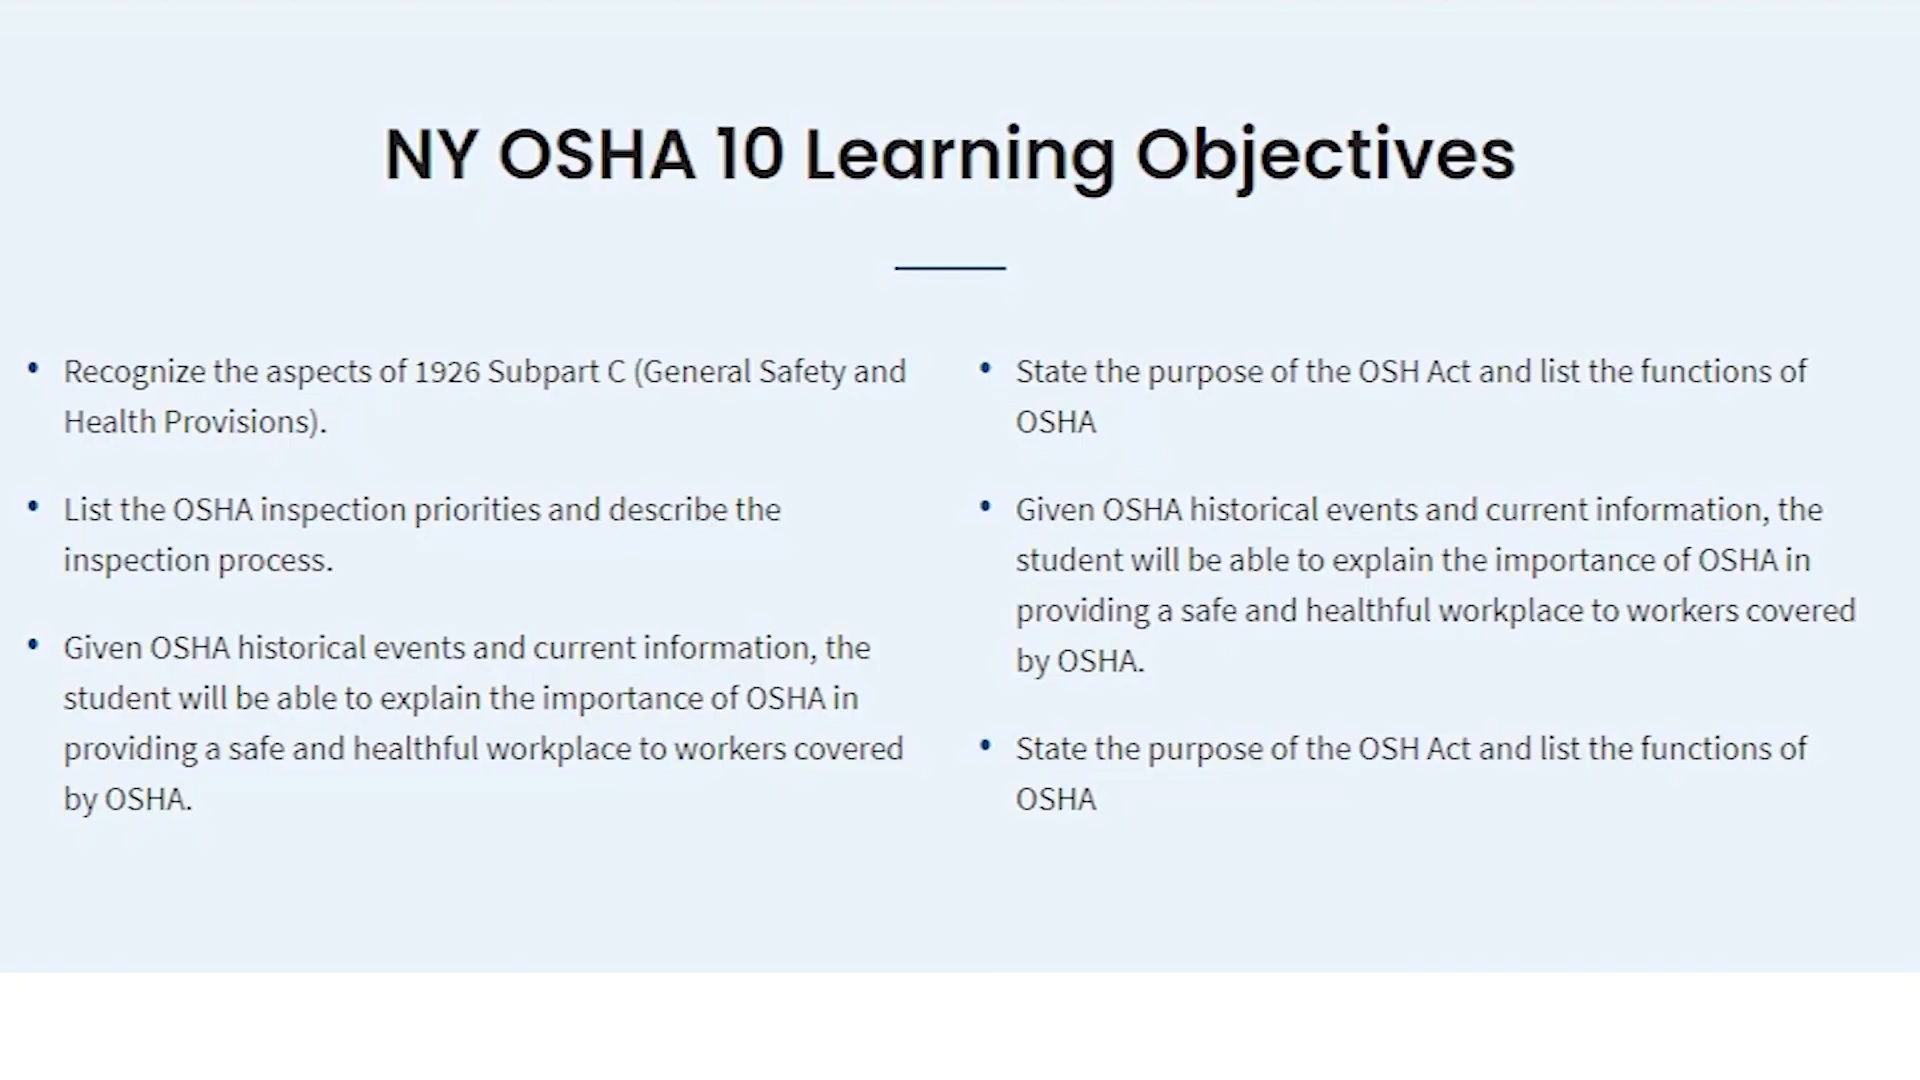 NY OSHA 10 Learning Objectives
• Recognize the aspects of 1926 Subpart C (General Safety and
Health Provisions).
• List the OSHA inspection priorities and describe the
inspection process.
• Given OSHA historical events and current information, the
student will be able to explain the importance of OSHA in
providing a safe and healthful workplace to workers covered
by OSHA.
• State the purpose of the OSH Act and list the functions of
OSHA
• Given OSHA historical events and current information, the
student will be able to explain the importance of OSHA in
providing a safe and healthful workplace to workers covered
by OSHA.
• State the purpose of the OSH Act and list the functions of
OSHA